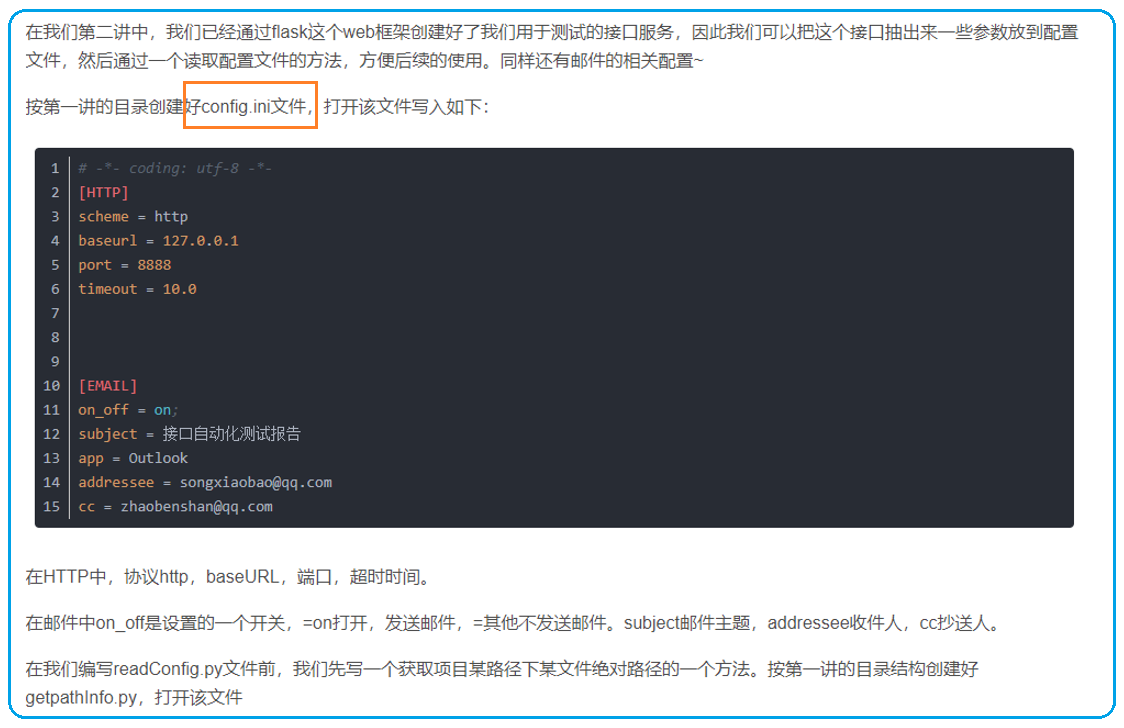 在我们第二讲中，我们已经通过flask这个web框架创建好了我们用于测试的接口服务，因此我们可以把这个接口抽出来一些参数放到配置
文件，然后通过一个读取配置文件的方法，方便后续的使用。同样还有邮件的相关配置~
按第一讲的目录创建好config.ini文件，打开该文件写入如下：
1 # -*- coding: utf-8 -*-
2 [HTTP]
3 scheme = http
4 baseurl = 127.0.0.1
5 port = 8888
6 timeout = 10.0
7
8
9
10 [EMAIL]
11 on_off = on;
12 subject = 接口自动化测试报告
13 app = Outlook
14 addressee = songxiaobao@qq.com
15 cc = zhaobenshan@qq.com
在HTTP中，协议http，baseURL，端口，超时时间。
在邮件中on_off是设置的一个开关，=on打开，发送邮件，=其他不发送邮件。subject邮件主题，addressee收件人，cc抄送人。
在我们编写readConfig.py文件前，我们先写一个获取项目某路径下某文件绝对路径的一个方法。按第一讲的目录结构创建好
getpathInfo.py，打开该文件